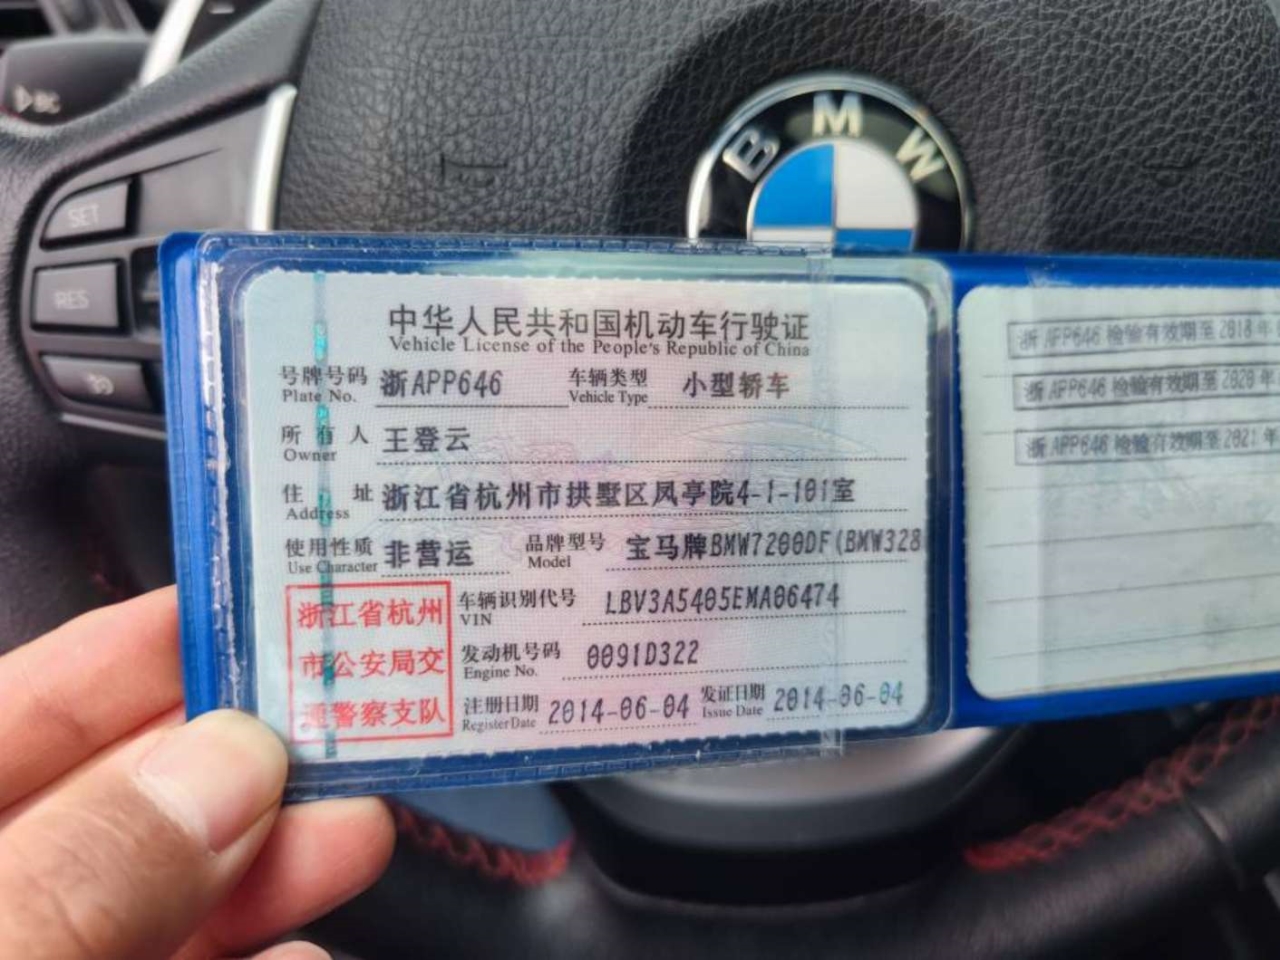 SET
RES
BMW
中华人民共和国机动车行驶证
Vehicle License of the People's Republic of China
号牌号码 浙APP646 车辆类型 小型轿车
Plate No. Vehicle Type
所有人 王登云
Owner
住址 浙江省杭州市拱墅区凤亭院4-1-101室
Address
使用性质 非营运 品牌型号 宝马牌BMW7200DF(BMW328
Use Character Model
浙江省杭州
市公安局交
通警察支队
车辆识别代号 LBV3A5405EMA06474
VIN
发动机号码 0091D322
Engine No.
注册日期 2014-06-04 发证日期 2014-06-04
Register Date Issue Date
浙APP646检验有效期至2018年
浙APP646检验有效期至2020年
浙APP646检验有效期至2021年